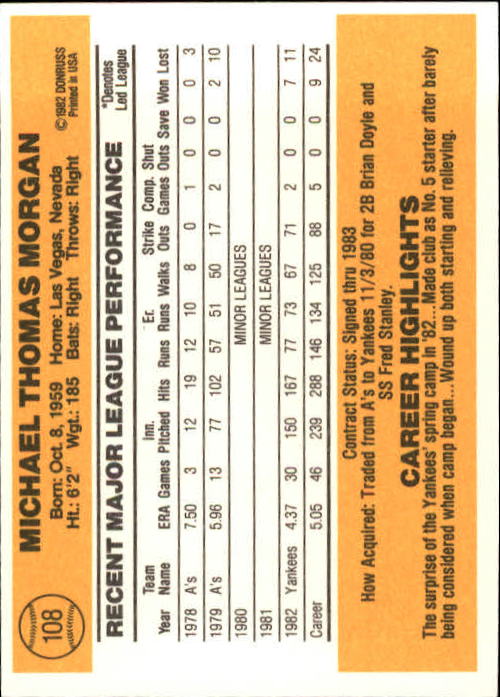 108
MICHAEL THOMAS MORGAN
Born: Oct. 8, 1959 Home: Las Vegas, Nevada
Ht.: 6'2" Wgt.: 185 Bats: Right Throws: Right
©1982 DONRUSS
Printed in USA
RECENT MAJOR LEAGUE PERFORMANCE
*Denotes
Led League
Team Inn. Er. Strike Comp. Shut
Year Name ERA Games Pitched Hits Runs Runs Walks Outs Games Outs Save Won Lost
1978 A's 7.50 3 12 19 12 10 8 0 1 0 0 0 3
1979 A's 5.96 13 77 102 57 51 50 17 2 0 0 2 10
1980 MINOR LEAGUES
1981 MINOR LEAGUES
1982 Yankees 4.37 30 150 167 77 73 67 71 2 0 0 7 11
Career 5.05 46 239 288 146 134 125 88 5 0 0 9 24
Contract Status: Signed thru 1983
How Acquired: Traded from A's to Yankees 11/3/80 for 2B Brian Doyle and
SS Fred Stanley.
CAREER HIGHLIGHTS
The surprise of the Yankees' spring camp in '82...Made club as No. 5 starter after barely
being considered when camp began...Wound up both starting and relieving.